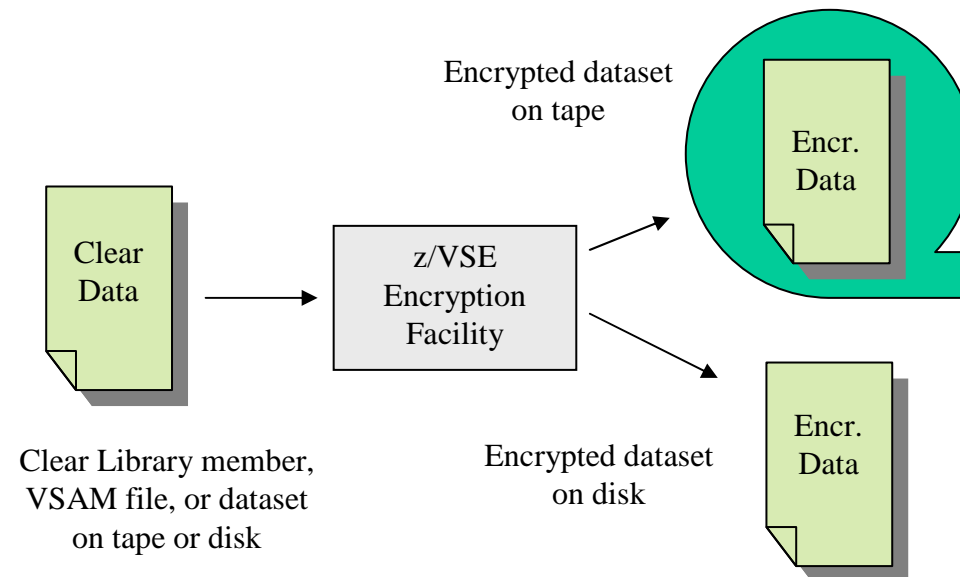 Encrypted dataset
on tape
Encr.
Data
Clear
Data
z/VSE
Encryption
Facility
Encr.
Data
Clear Library member,
VSAM file, or dataset
on tape or disk
Encrypted dataset
on disk